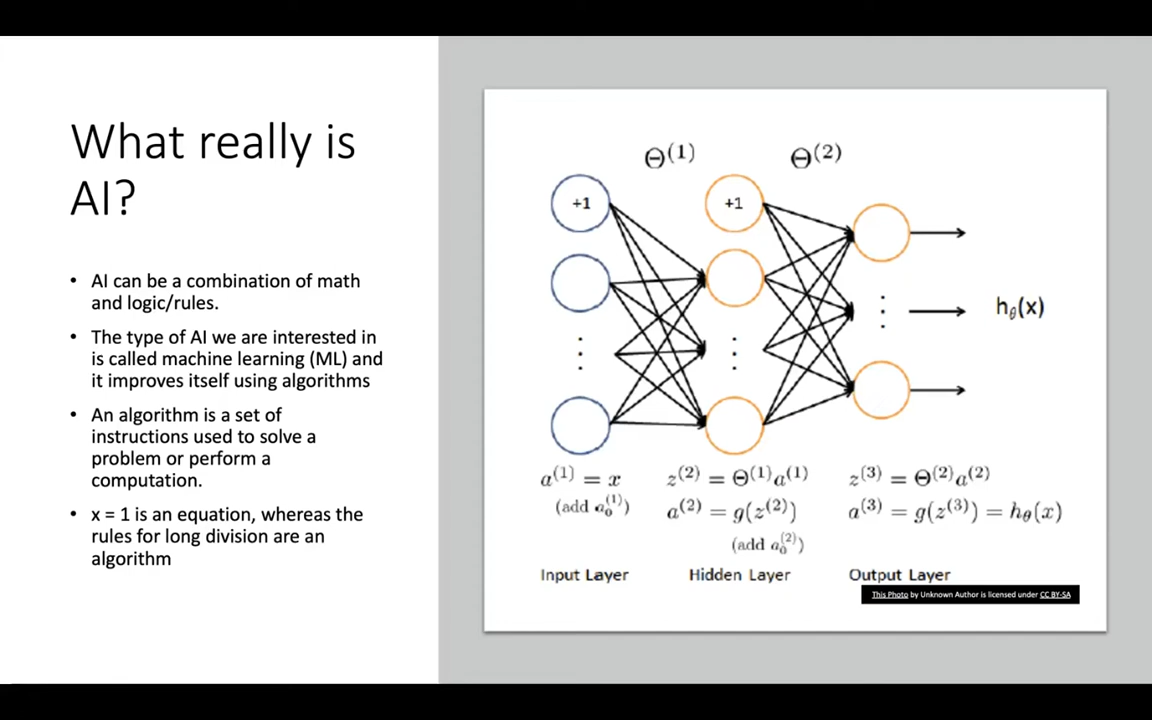 What really is
AI?
• AI can be a combination of math
and logic/rules.
• The type of AI we are interested in
is called machine learning (ML) and
it improves itself using algorithms
• An algorithm is a set of
instructions used to solve a
problem or perform a
computation.
• x = 1 is an equation, whereas the
rules for long division are an
algorithm
Θ⁽¹⁾ Θ⁽²⁾
+1 +1
hθ(x)
a⁽¹⁾ = x z⁽²⁾ = Θ⁽¹⁾a⁽¹⁾ z⁽³⁾ = Θ⁽²⁾a⁽²⁾
(add a₀⁽¹⁾) a⁽²⁾ = g(z⁽²⁾) a⁽³⁾ = g(z⁽³⁾) = hθ(x)
(add a₀⁽²⁾)
Input Layer Hidden Layer Output Layer
This Photo by Unknown Author is licensed under CC BY-SA